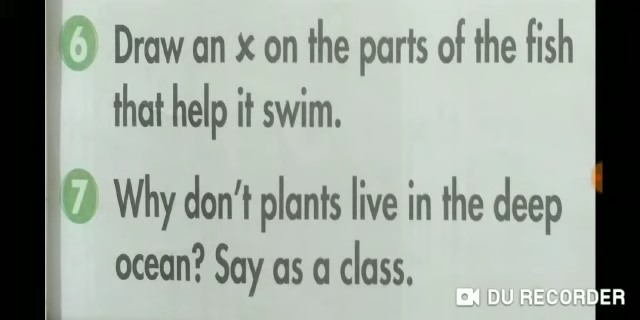 6 Draw an x on the parts of the fish
that help it swim.
7 Why don't plants live in the deep
ocean? Say as a class.
DU RECORDER